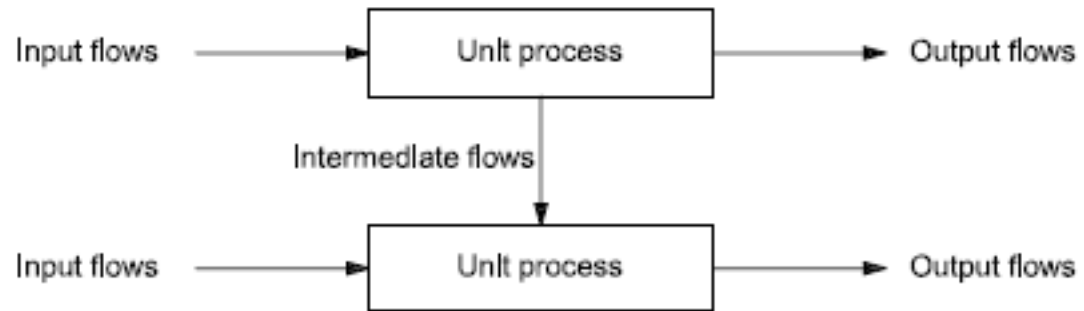 Input flows Unit process Output flows
Intermediate flows
Input flows Unit process Output flows